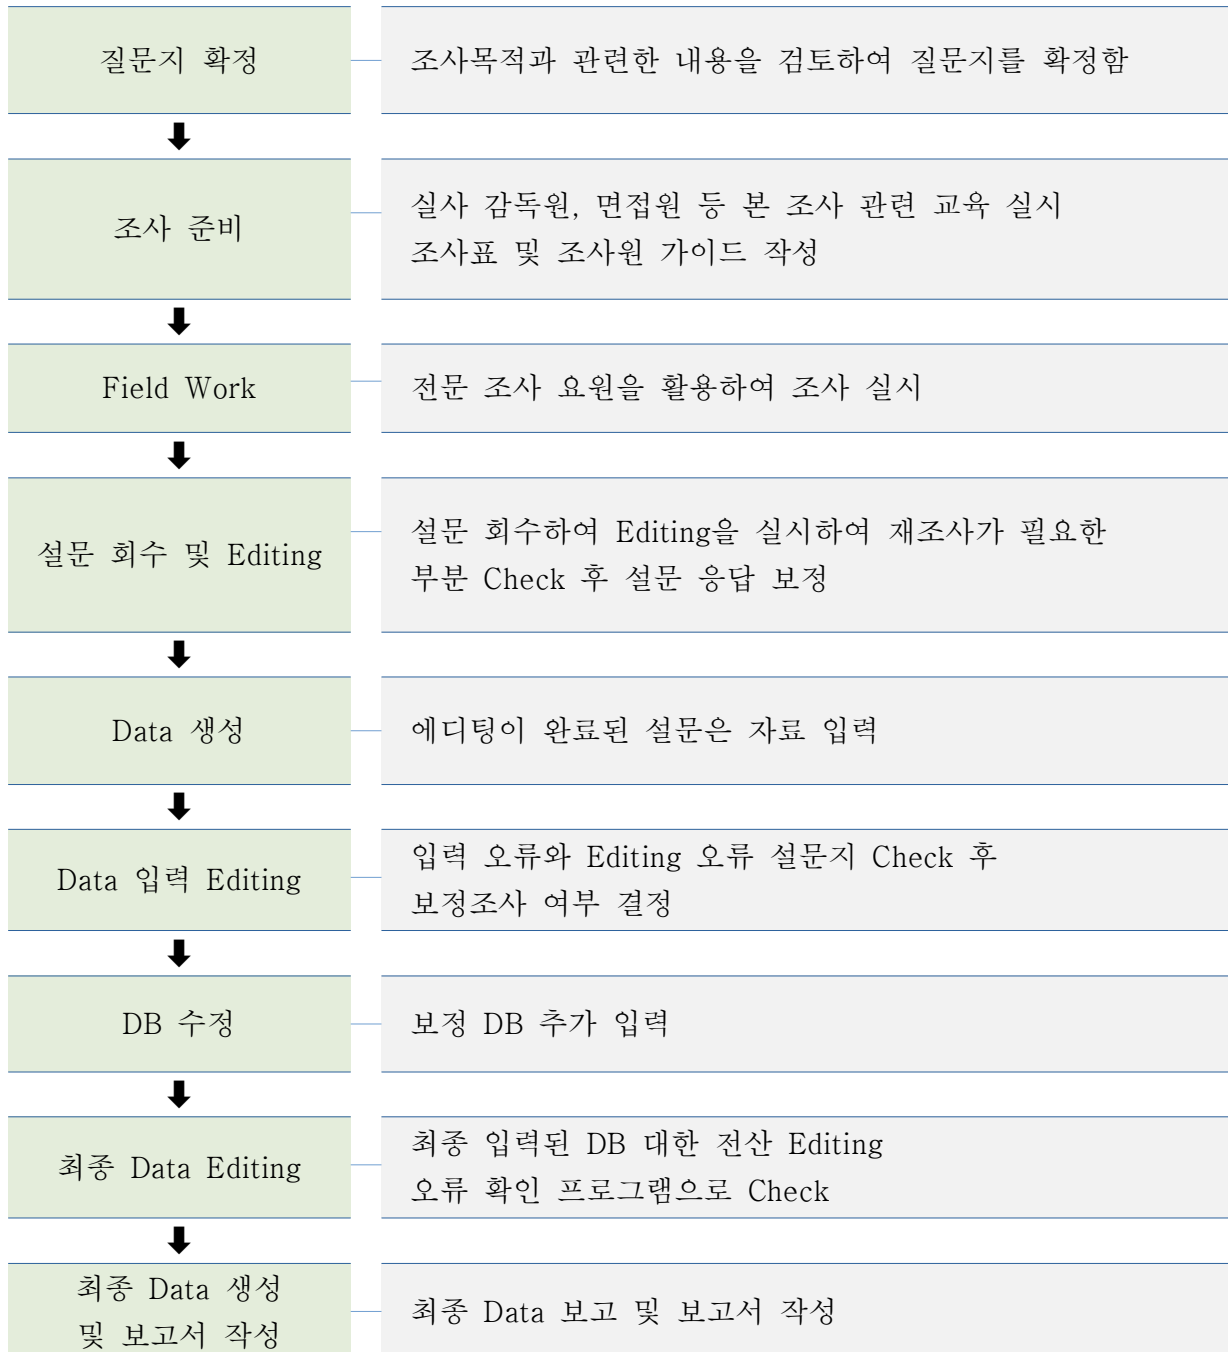 질문지 확정
조사목적과 관련한 내용을 검토하여 질문지를 확정함
조사 준비
실사 감독원, 면접원 등 본 조사 관련 교육 실시
조사표 및 조사원 가이드 작성
Field Work
전문 조사 요원을 활용하여 조사 실시
설문 회수 및 Editing
설문 회수하여 Editing을 실시하여 재조사가 필요한
부분 Check 후 설문 응답 보정
Data 생성
에디팅이 완료된 설문은 자료 입력
Data 입력 Editing
입력 오류와 Editing 오류 설문지 Check 후
보정조사 여부 결정
DB 수정
보정 DB 추가 입력
최종 Data Editing
최종 입력된 DB 대한 전산 Editing
오류 확인 프로그램으로 Check
최종 Data 생성
및 보고서 작성
최종 Data 보고 및 보고서 작성